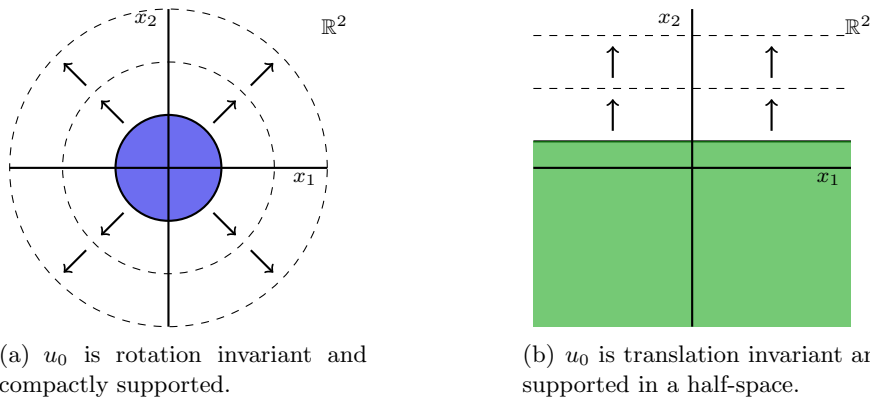 x₂
ℝ²
x₁
(a) u₀ is rotation invariant and
compactly supported.
x₂
ℝ²
x₁
(b) u₀ is translation invariant an
supported in a half-space.